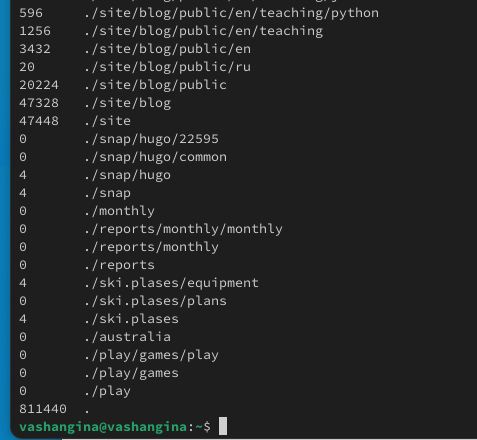 596 ./site/blog/public/en/teaching/python
1256 ./site/blog/public/en/teaching
3432 ./site/blog/public/en
20 ./site/blog/public/ru
20224 ./site/blog/public
47328 ./site/blog
47448 ./site
0 ./snap/hugo/22595
0 ./snap/hugo/common
4 ./snap/hugo
4 ./snap
0 ./monthly
0 ./reports/monthly/monthly
0 ./reports/monthly
0 ./reports
4 ./ski.plases/equipment
0 ./ski.plases/plans
4 ./ski.plases
0 ./australia
0 ./play/games/play
0 ./play/games
0 ./play
811440 .
vashangina@vashangina:~$